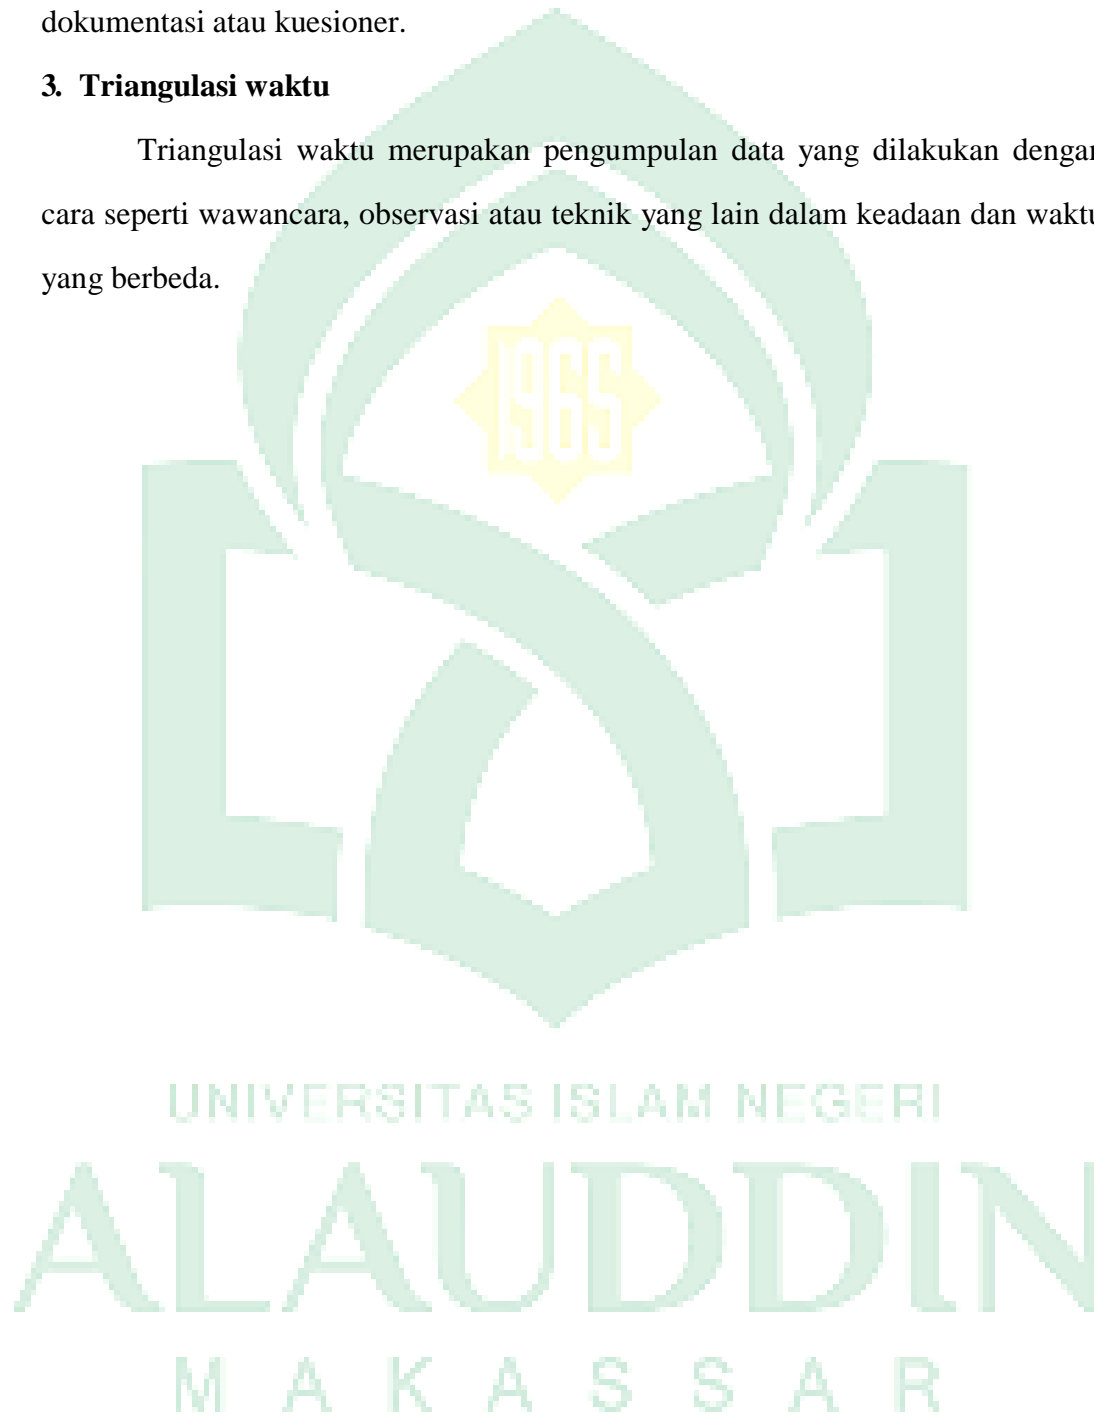 dokumentasi atau kuesioner.
3. Triangulasi waktu
Triangulasi waktu merupakan pengumpulan data yang dilakukan dengan
cara seperti wawancara, observasi atau teknik yang lain dalam keadaan dan waktu
yang berbeda.
1965
UNIVERSITAS ISLAM NEGERI
ALAUDDIN
MAKASSAR